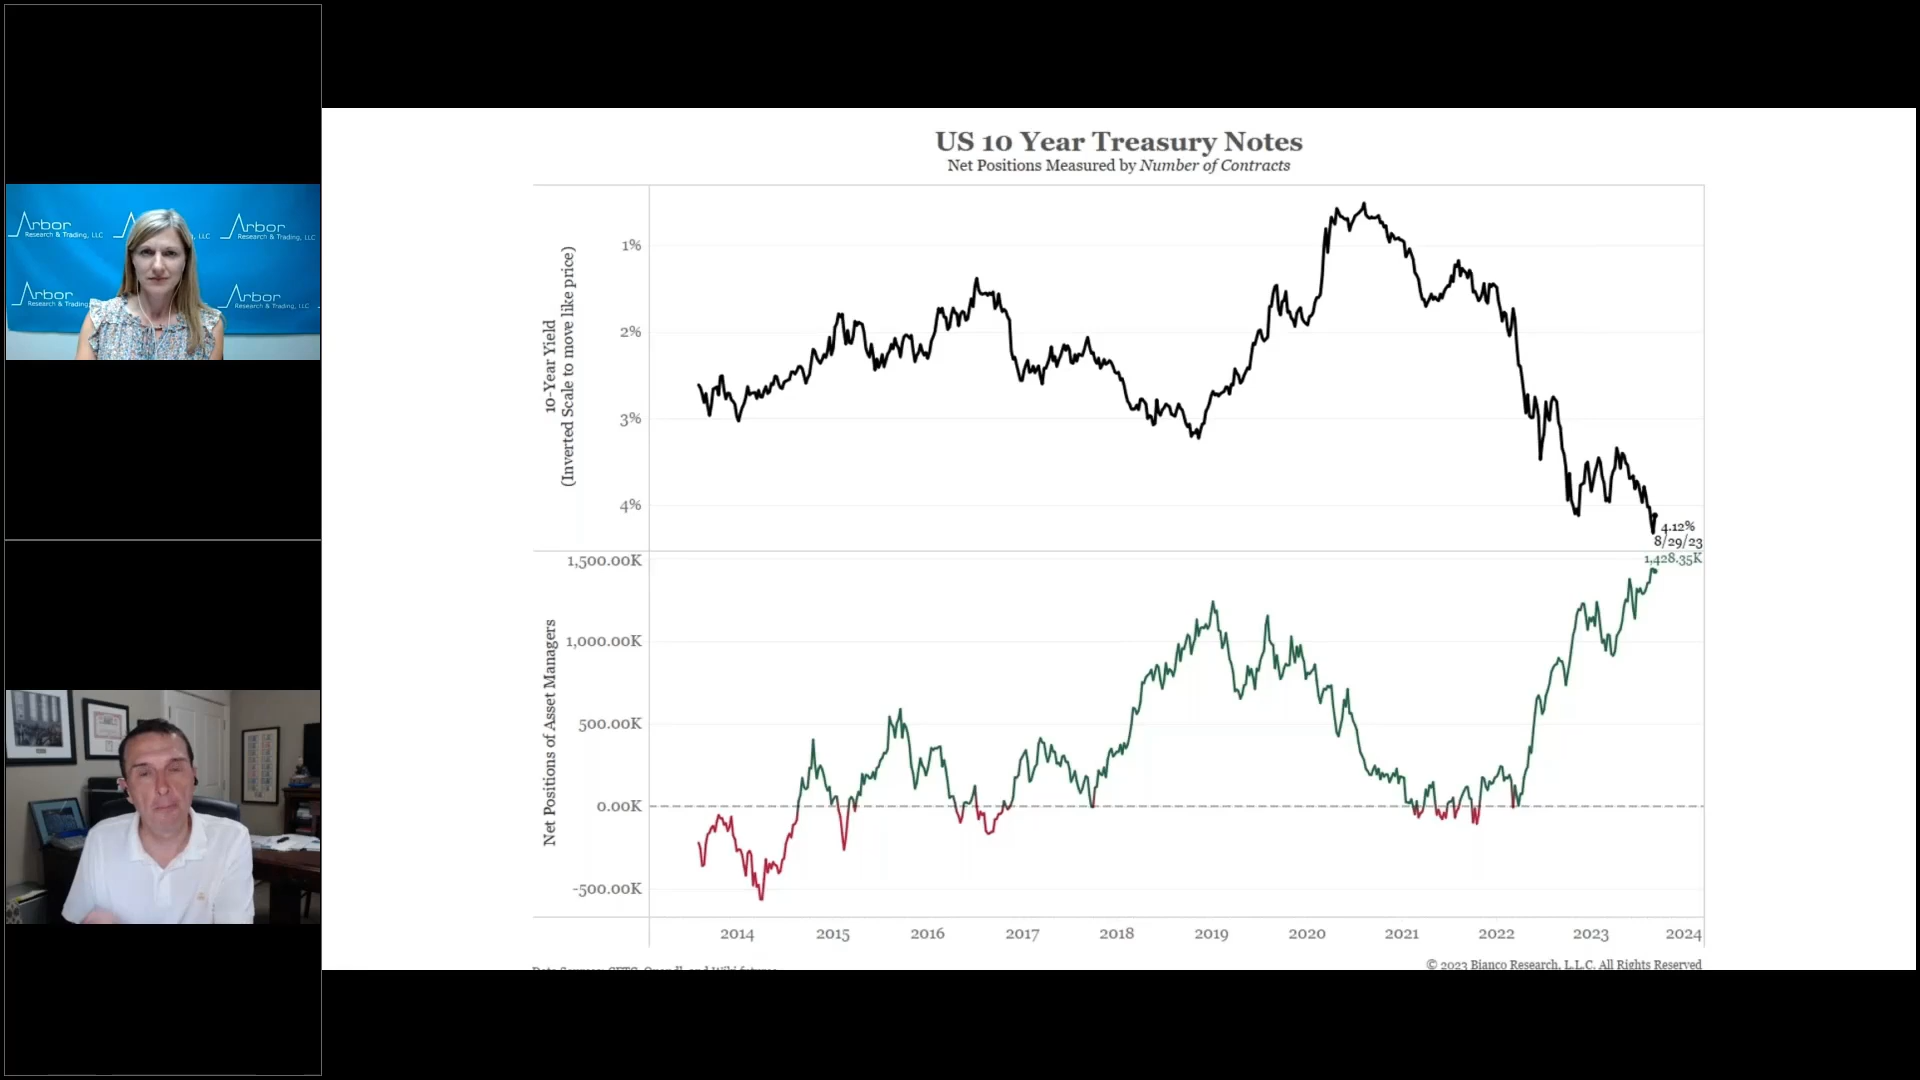 Arbor
Research & Trading, LLC
LLC
Arbor
Research & Trading, LLC
Arbor
Research & Trading,
Arbor
Research & Trading, LLC
US 10 Year Treasury Notes
Net Positions Measured by Number of Contracts
10-Year Yield
(Inverted Scale to move like price)
1%
2%
3%
4%
4.12%
8/29/23
1,428.35K
Net Positions of Asset Managers
1,500.00K
1,000.00K
500.00K
0.00K
-500.00K
2014 2015 2016 2017 2018 2019 2020 2021 2022 2023 2024
© 2023 Bianco Research, L.L.C. All Rights Reserved